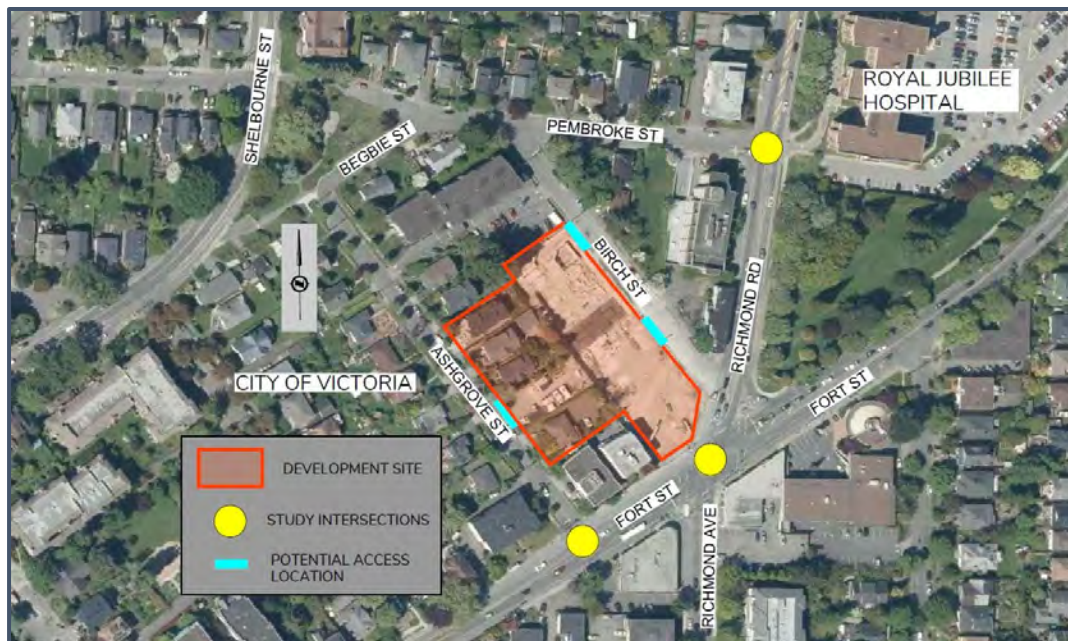 SHELBOURNE ST
BEGBIE ST
PEMBROKE ST
ROYAL JUBILEE
HOSPITAL
BIRCH ST
RICHMOND RD
ASHGROVE ST
CITY OF VICTORIA
FORT ST
FORT ST
RICHMOND AVE
DEVELOPMENT SITE
STUDY INTERSECTIONS
POTENTIAL ACCESS
LOCATION